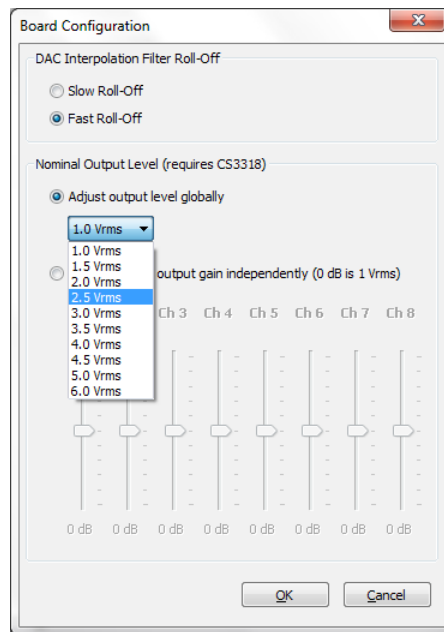 Board Configuration
DAC Interpolation Filter Roll-Off
Slow Roll-Off
Fast Roll-Off
Nominal Output Level (requires CS3318)
Adjust output level globally
1.0 Vrms
1.0 Vrms
1.5 Vrms
2.0 Vrms
2.5 Vrms
3.0 Vrms
3.5 Vrms
4.0 Vrms
4.5 Vrms
5.0 Vrms
6.0 Vrms
output gain independently (0 dB is 1 Vrms)
Ch 3 Ch 4 Ch 5 Ch 6 Ch 7 Ch 8
0 dB 0 dB 0 dB 0 dB 0 dB 0 dB 0 dB 0 dB
OK Cancel